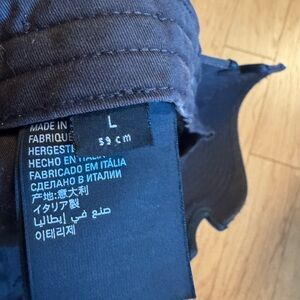 L
59 cm
MADE IN
FABRIQUÉ
HERGEST
HECHO EN ITALIA
FABRICADO EM ITÁLIA
СДЕЛАНО В ИТАЛИИ
产地:意大利
イタリア製
صنع في إيطاليا
이태리제